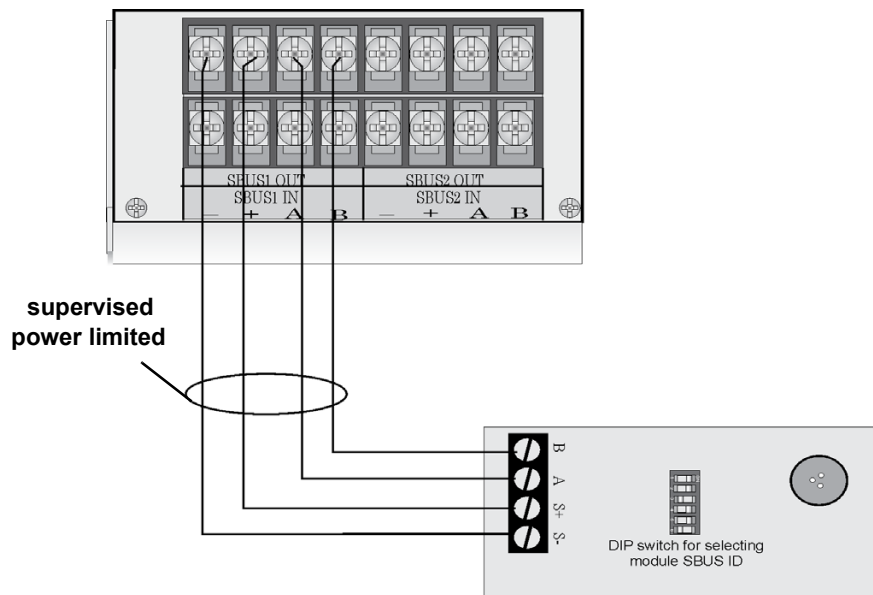 SBUS1 OUT SBUS2 OUT
SBUS1 IN SBUS2 IN
– + A B – + A B
supervised
power limited
B
A
S+
S-
DIP switch for selecting
module SBUS ID